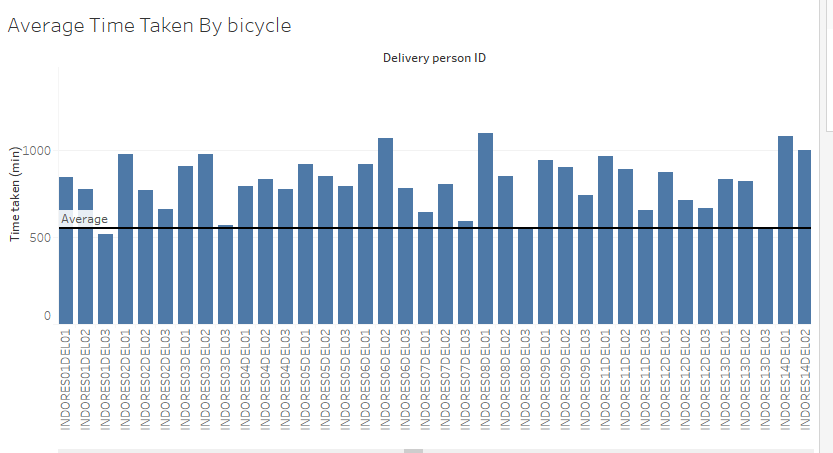 Average Time Taken By bicycle
Delivery person ID
Time taken (min)
1000
Average
500
0
INDORES01DEL01
INDORES01DEL02
INDORES01DEL03
INDORES02DEL01
INDORES02DEL02
INDORES02DEL03
INDORES03DEL01
INDORES03DEL02
INDORES03DEL03
INDORES04DEL01
INDORES04DEL02
INDORES04DEL03
INDORES05DEL01
INDORES05DEL02
INDORES05DEL03
INDORES06DEL01
INDORES06DEL02
INDORES06DEL03
INDORES07DEL01
INDORES07DEL02
INDORES07DEL03
INDORES08DEL01
INDORES08DEL02
INDORES08DEL03
INDORES09DEL01
INDORES09DEL02
INDORES09DEL03
INDORES11DEL01
INDORES11DEL02
INDORES11DEL03
INDORES12DEL01
INDORES12DEL02
INDORES12DEL03
INDORES13DEL01
INDORES13DEL02
INDORES13DEL03
INDORES14DEL01
INDORES14DEL02